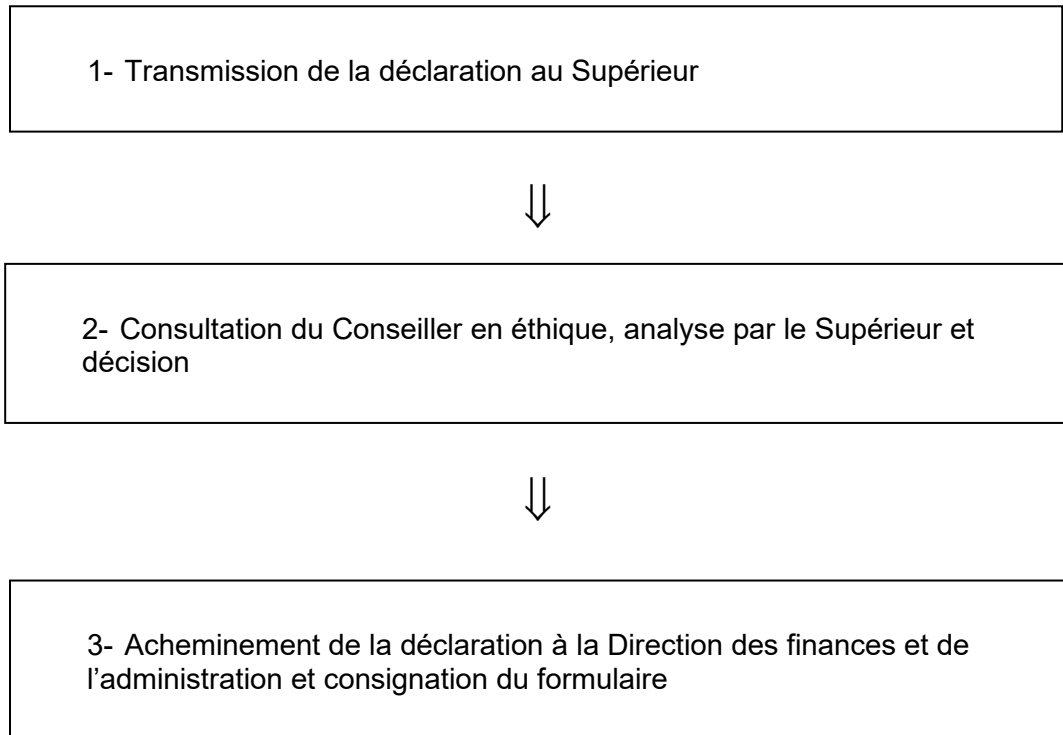 1- Transmission de la déclaration au Supérieur
⇓
2- Consultation du Conseiller en éthique, analyse par le Supérieur et
décision
⇓
3- Acheminement de la déclaration à la Direction des finances et de
l’administration et consignation du formulaire